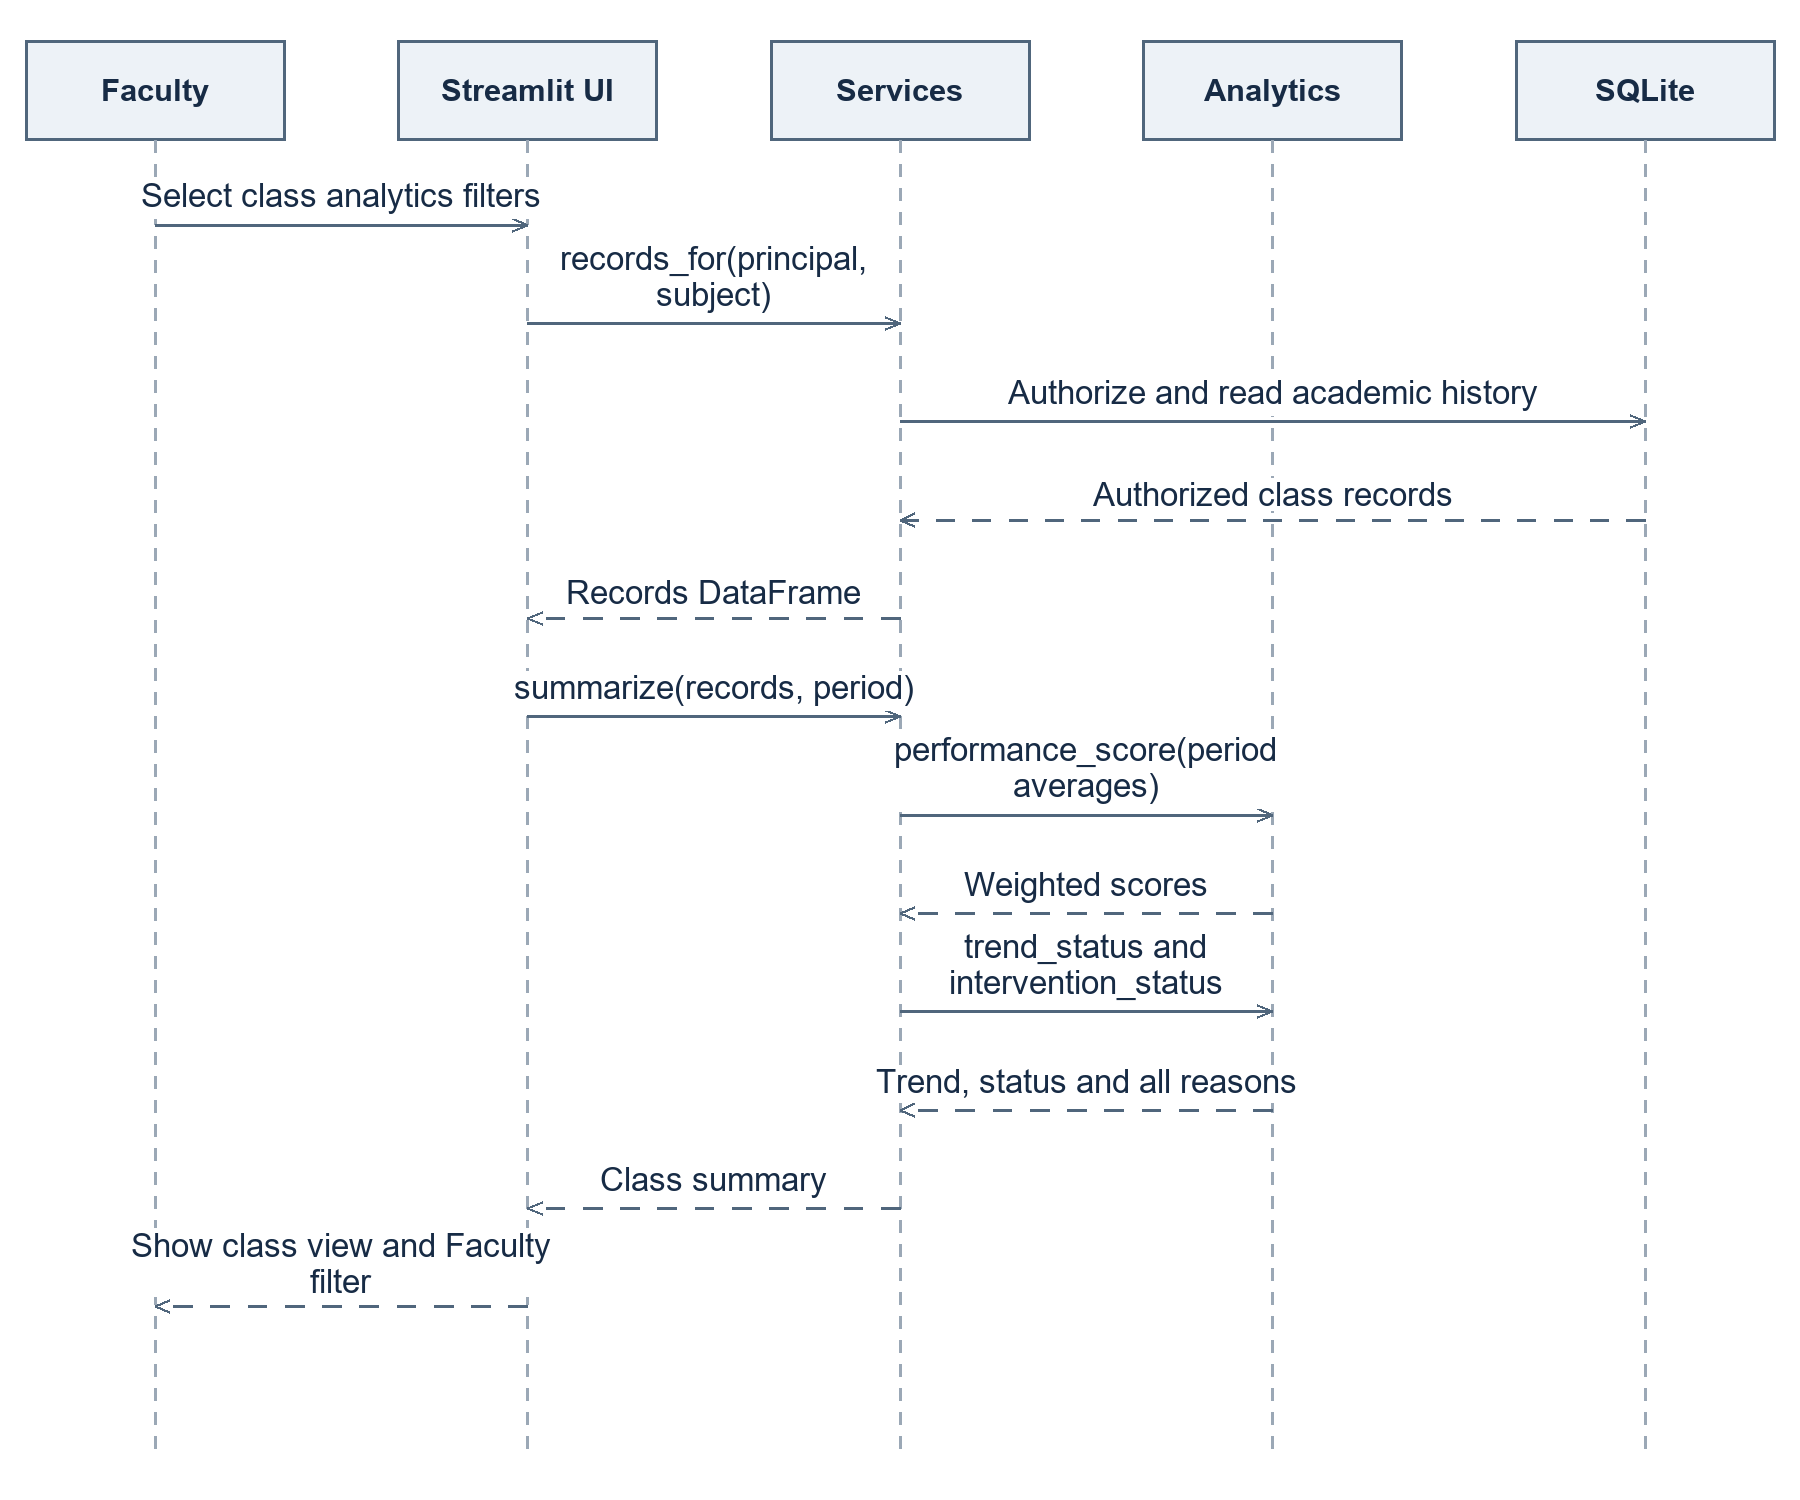 Faculty
Streamlit UI
Services
Analytics
SQLite
Select class analytics filters
records_for(principal,
subject)
Authorize and read academic history
Authorized class records
Records DataFrame
summarize(records, period)
performance_score(period
averages)
Weighted scores
trend_status and
intervention_status
Trend, status and all reasons
Class summary
Show class view and Faculty
filter